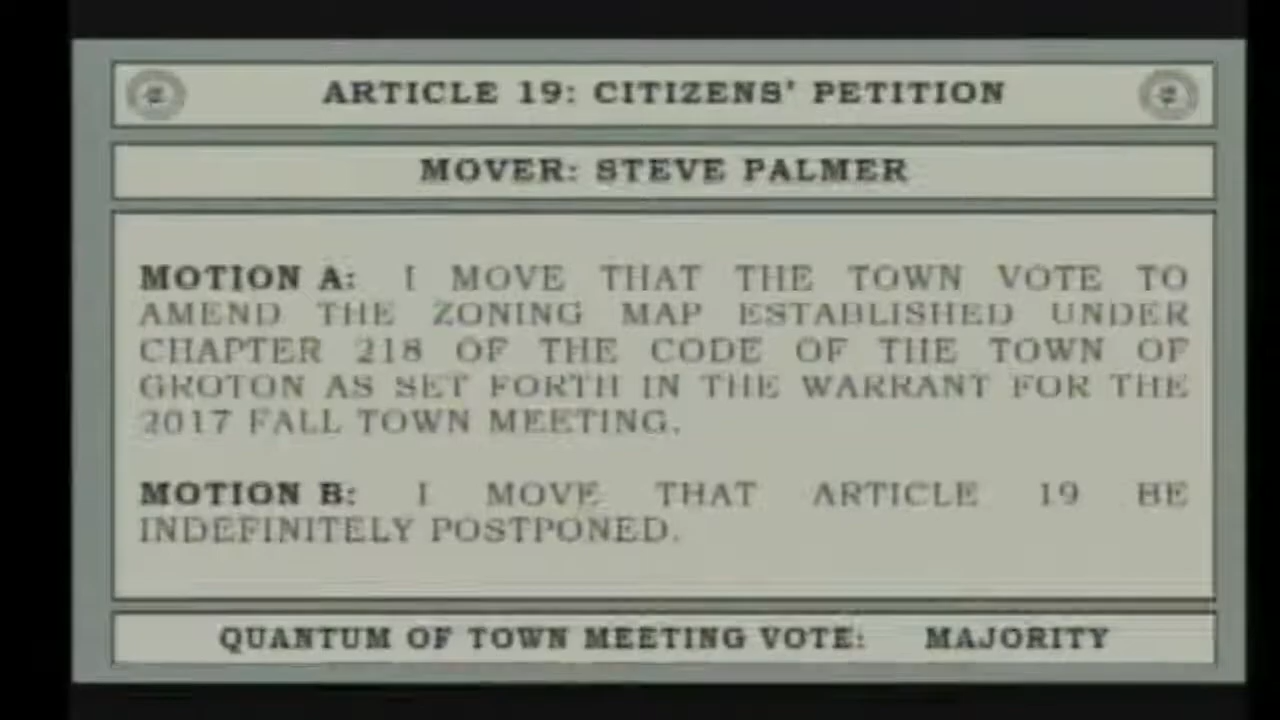 ARTICLE 19: CITIZENS' PETITION
MOVER: STEVE PALMER
MOTION A: I MOVE THAT THE TOWN VOTE TO
AMEND THE ZONING MAP ESTABLISHED UNDER
CHAPTER 218 OF THE CODE OF THE TOWN OF
GROTON AS SET FORTH IN THE WARRANT FOR THE
2017 FALL TOWN MEETING.
MOTION B: I MOVE THAT ARTICLE 19 BE
INDEFINITELY POSTPONED.
QUANTUM OF TOWN MEETING VOTE: MAJORITY